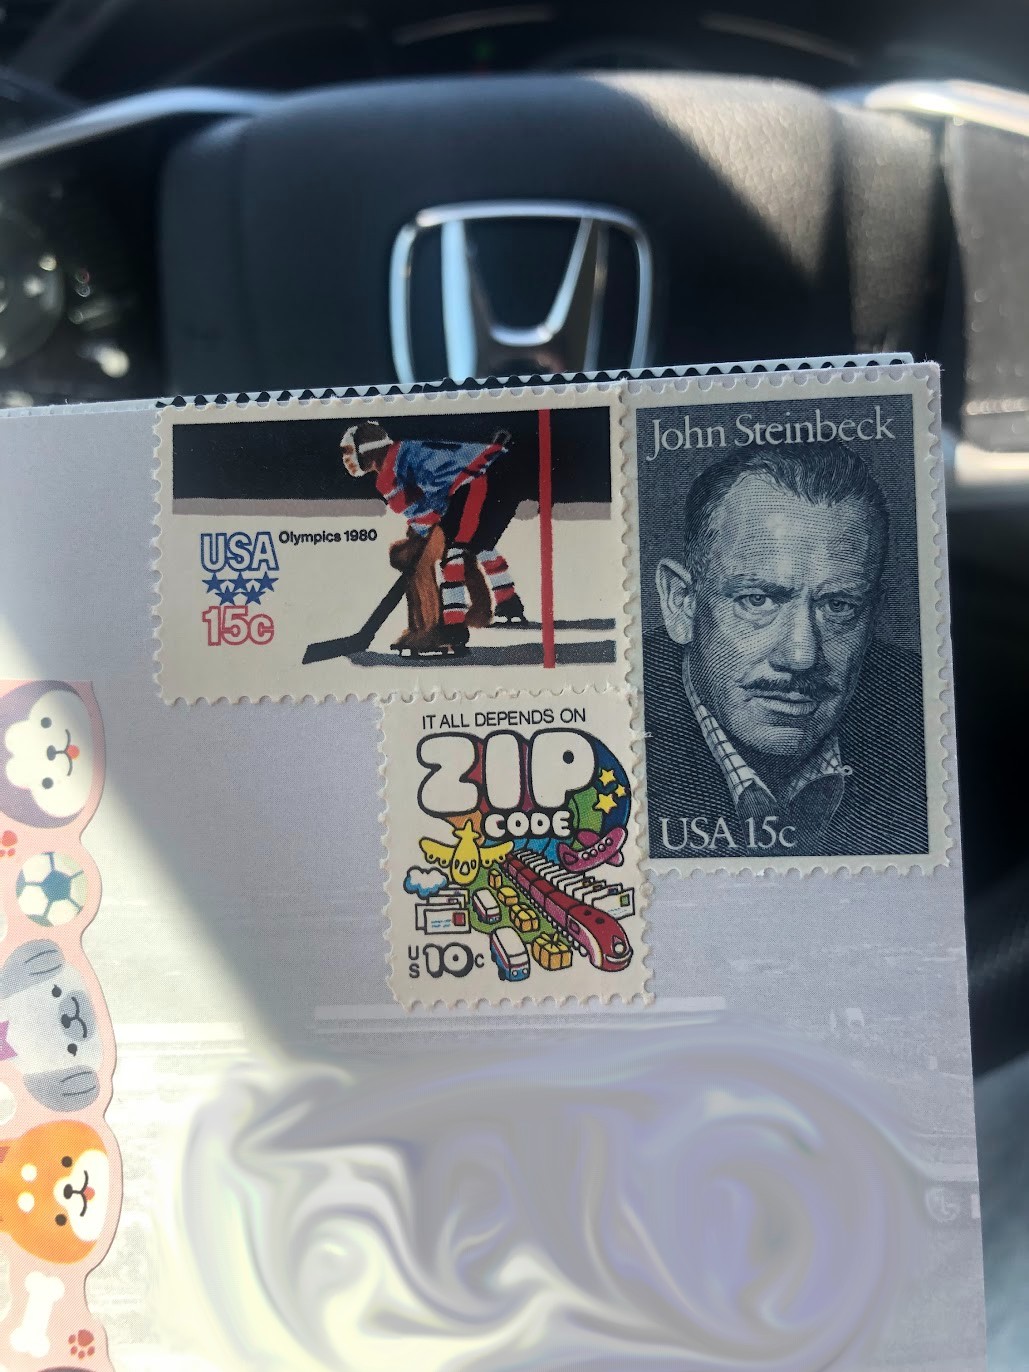 USA Olympics 1980
15c
John Steinbeck
USA 15c
IT ALL DEPENDS ON
ZIP
CODE
US 10c